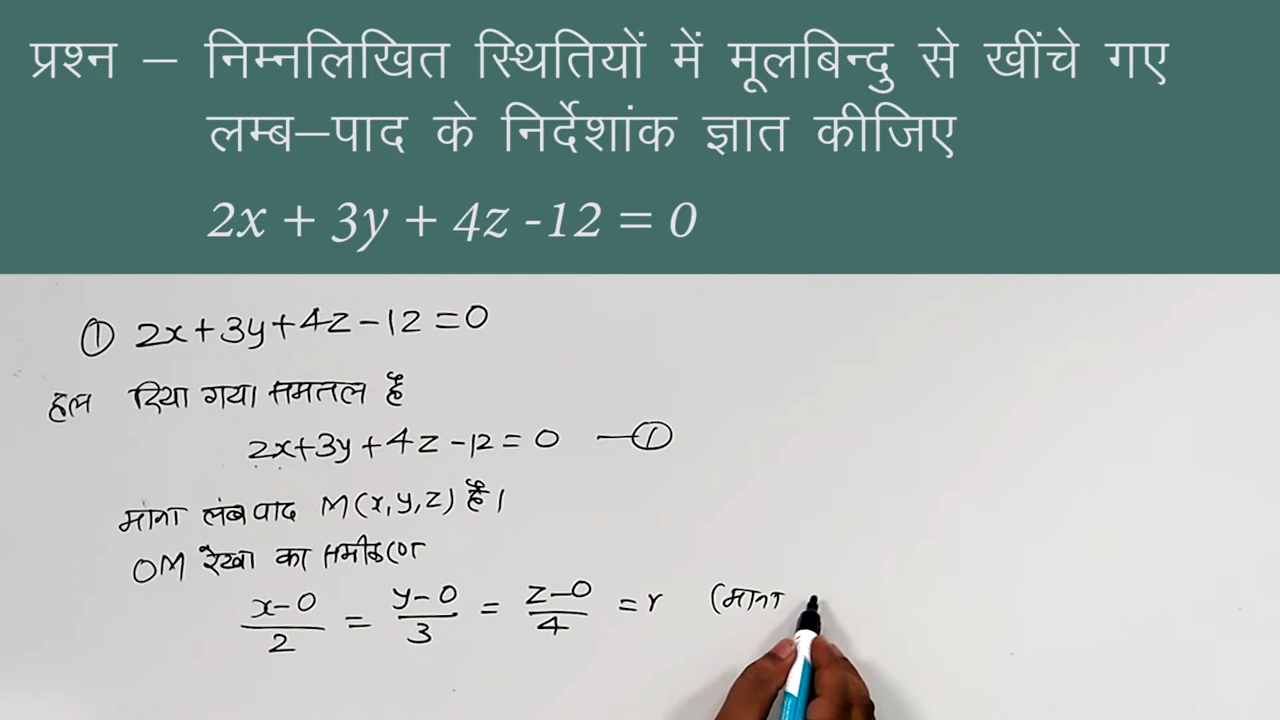 प्रश्न – निम्नलिखित स्थितियों में मूलबिन्दु से खींचे गए
लम्ब–पाद के निर्देशांक ज्ञात कीजिए
2x + 3y + 4z -12 = 0
① 2x+3y+4z-12=0
हल दिया गया समतल है
2x+3y+4z-12=0 —①
माना लंबपाद M(x,y,z) है।
OM रेखा का समीकरण
x-0/2 = y-0/3 = z-0/4 =r (माना